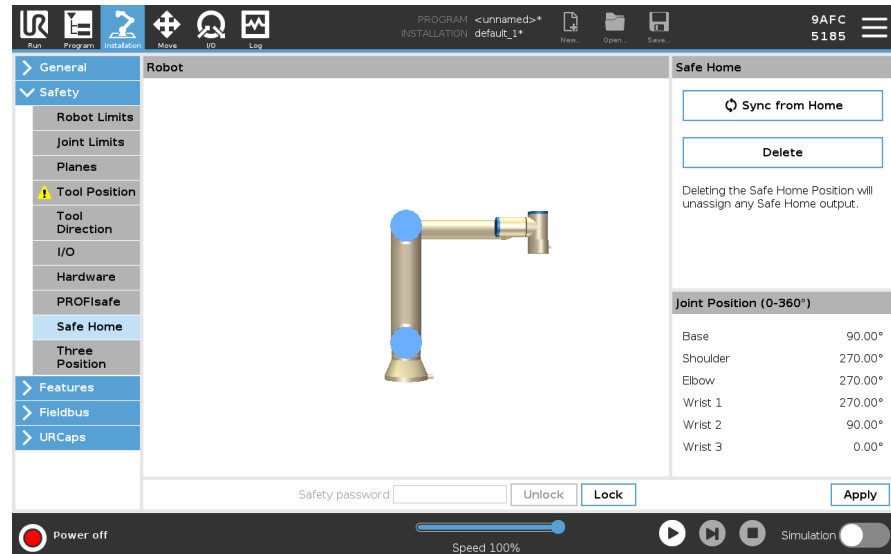 Run
Program
Installation
Move
I/O
Log
PROGRAM <unnamed>*
INSTALLATION default_1*
New...
Open...
Save...
9AFC
5185
General
Safety
Robot Limits
Joint Limits
Planes
Tool Position
Tool
Direction
I/O
Hardware
PROFIsafe
Safe Home
Three
Position
Features
Fieldbus
URCaps
Robot
Safe Home
Sync from Home
Delete
Deleting the Safe Home Position will
unassign any Safe Home output.
Joint Position (0-360°)
Base 90.00°
Shoulder 270.00°
Elbow 270.00°
Wrist 1 270.00°
Wrist 2 90.00°
Wrist 3 0.00°
Safety password
Unlock
Lock
Apply
Power off
Speed 100%
Simulation